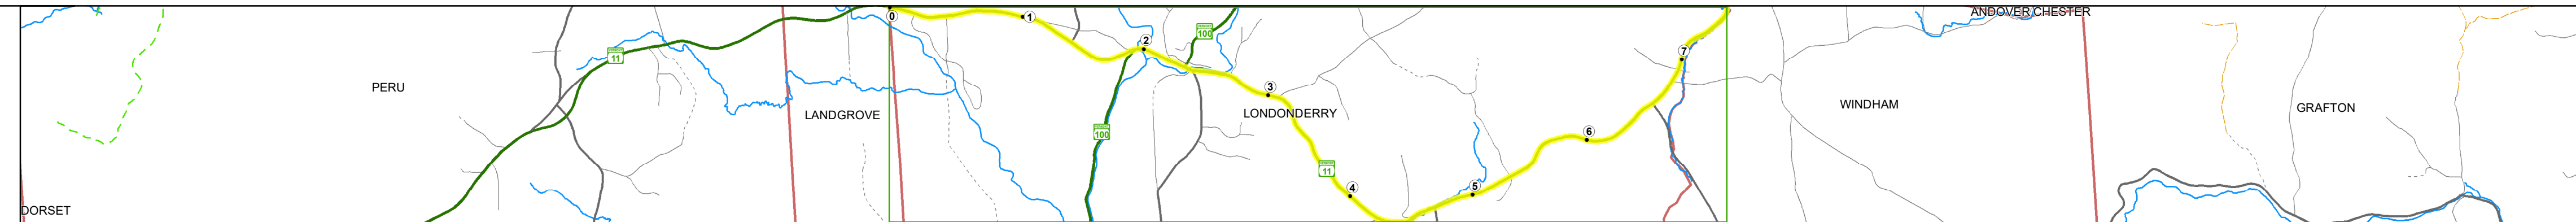 ANDOVER CHESTER
0
1
100
2
7
11
PERU
3
LANDGROVE
LONDONDERRY
WINDHAM
GRAFTON
100
6
11
4
5
DORSET